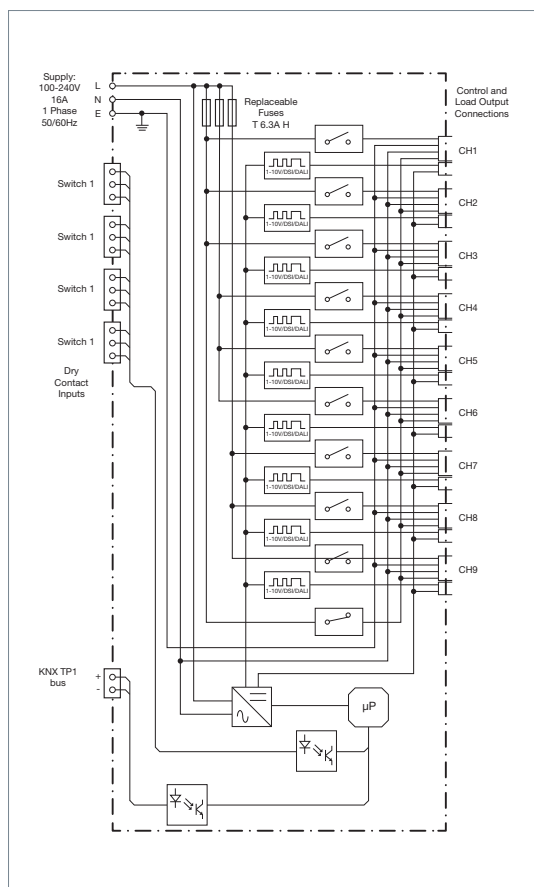 Supply:
100-240V
16A
1 Phase
50/60Hz
L
N
E
Replaceable
Fuses
T 6.3A H
Control and
Load Output
Connections
CH1
1-10V/DSI/DALI
CH2
1-10V/DSI/DALI
CH3
1-10V/DSI/DALI
CH4
1-10V/DSI/DALI
CH5
1-10V/DSI/DALI
CH6
1-10V/DSI/DALI
CH7
1-10V/DSI/DALI
CH8
1-10V/DSI/DALI
CH9
1-10V/DSI/DALI
Switch 1
Switch 1
Switch 1
Switch 1
Dry
Contact
Inputs
KNX TP1
bus
+
-
µP